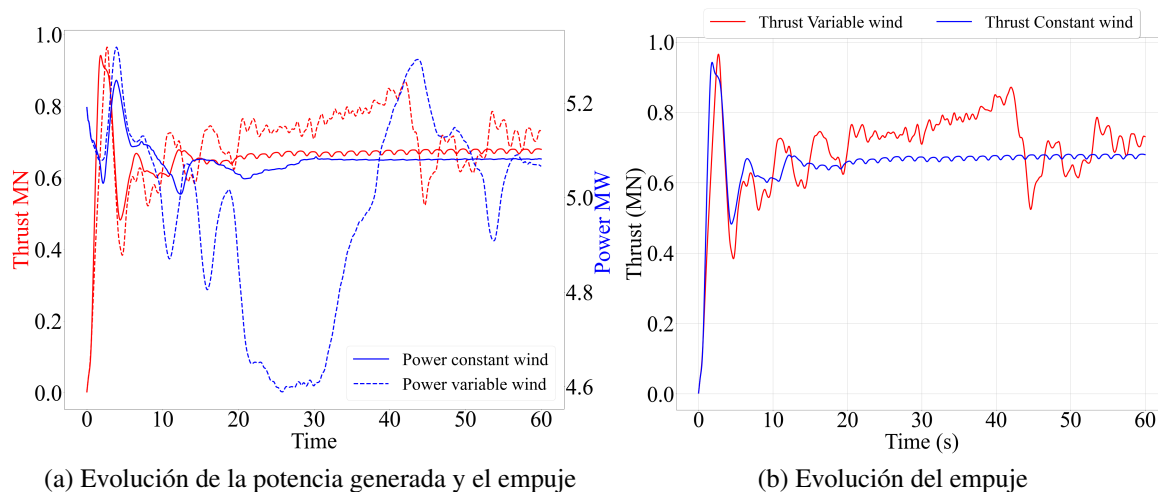 Thrust Variable wind
Thrust Constant wind
1.0
0.8
0.6
0.4
0.2
0.0
Thrust MN
5.2
5.0
4.8
4.6
Power MW
Power constant wind
Power variable wind
0 10 20 30 40 50 60
Time
(a) Evolución de la potencia generada y el empuje
1.0
0.8
0.6
0.4
0.2
0.0
Thrust (MN)
0 10 20 30 40 50 60
Time (s)
(b) Evolución del empuje